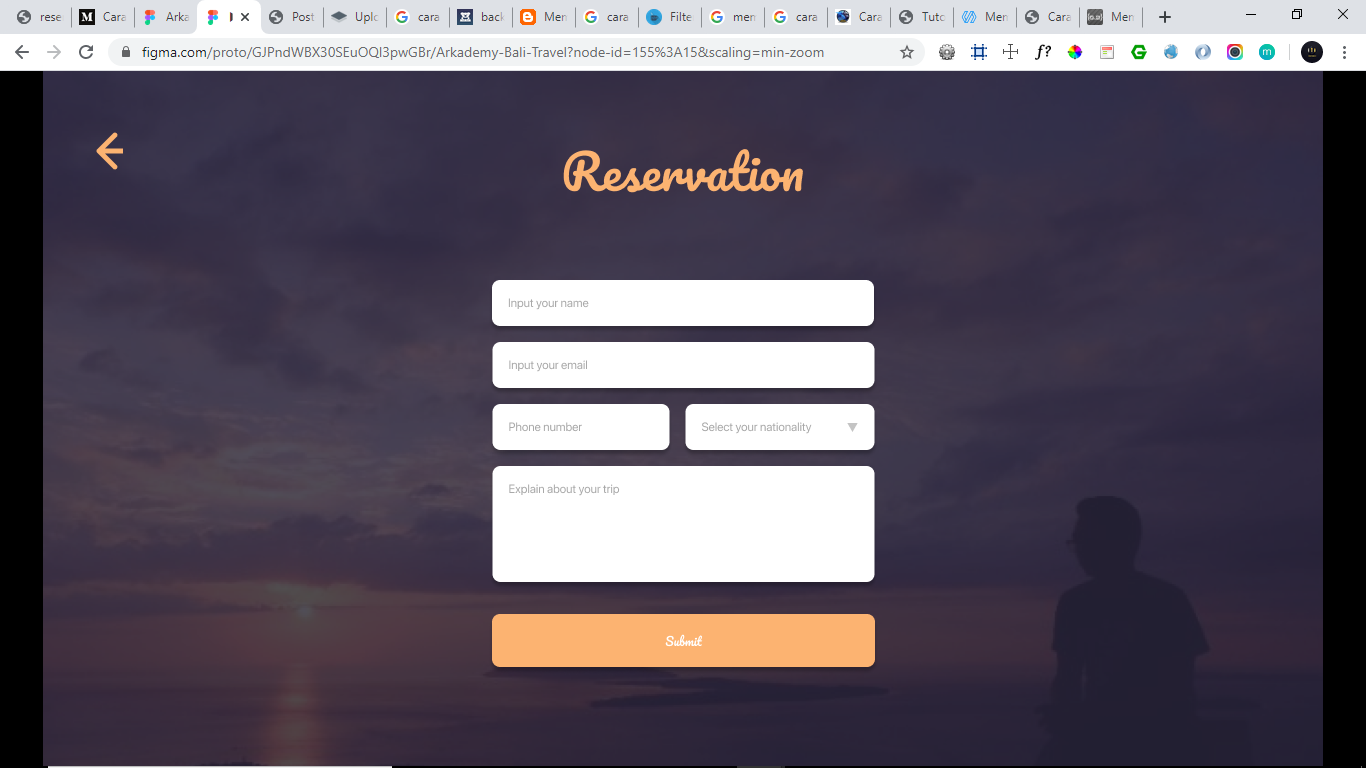 rese
Cara
Arka
Post
Uplo
cara
back
Men
cara
Filte
men
cara
Cara
Tuto
Men
Cara
Men
figma.com/proto/GJPndWBX30SEuOQI3pwGBr/Arkademy-Bali-Travel?node-id=155%3A15&scaling=min-zoom
f?
Reservation
Input your name
Input your email
Phone number
Select your nationality
Explain about your trip
Submit